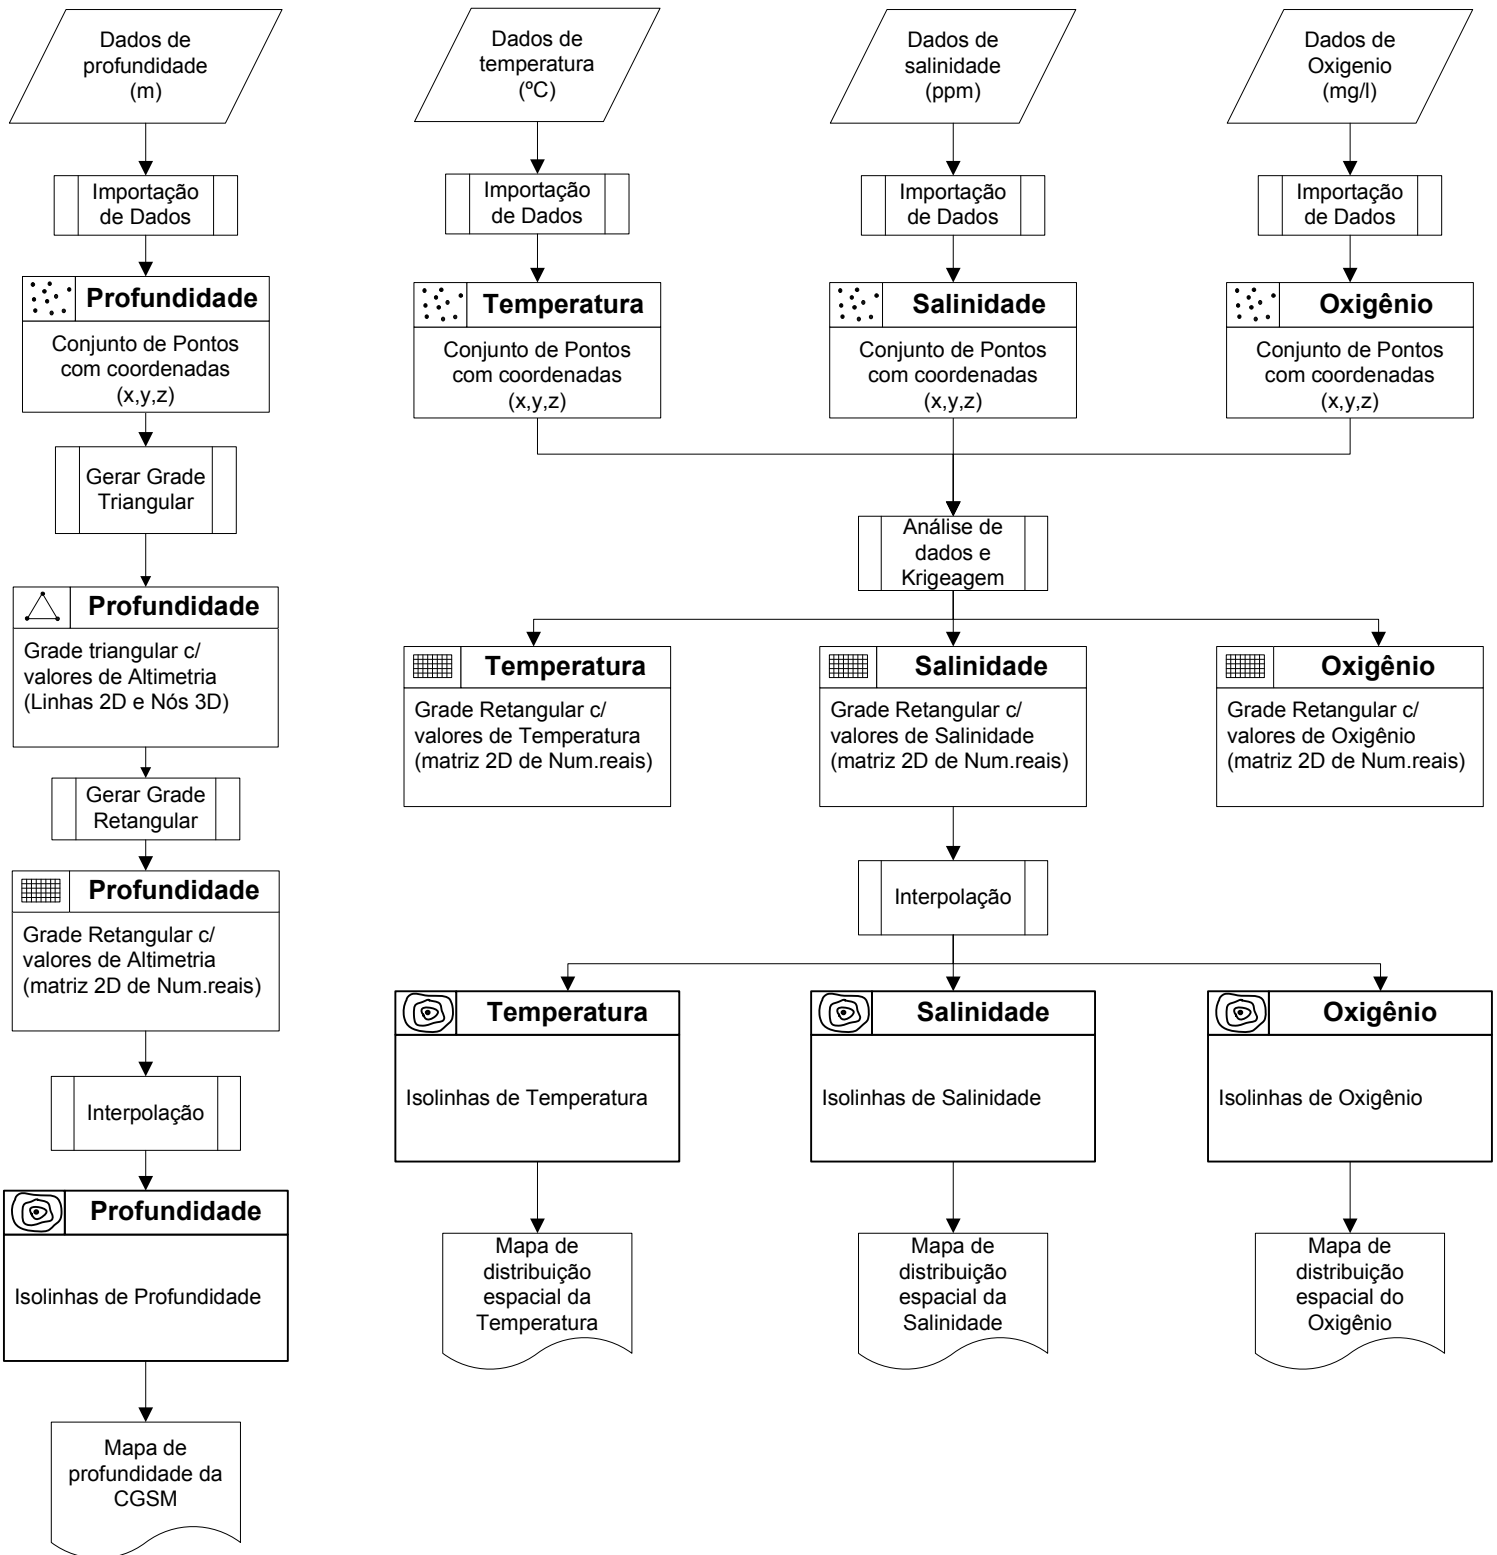 Dados de
profundidade
(m)
Dados de
temperatura
(ºC)
Dados de
salinidade
(ppm)
Dados de
Oxigenio
(mg/l)
Importação
de Dados
Importação
de Dados
Importação
de Dados
Importação
de Dados
Profundidade
Conjunto de Pontos
com coordenadas
(x,y,z)
Temperatura
Conjunto de Pontos
com coordenadas
(x,y,z)
Salinidade
Conjunto de Pontos
com coordenadas
(x,y,z)
Oxigênio
Conjunto de Pontos
com coordenadas
(x,y,z)
Gerar Grade
Triangular
Análise de
dados e
Krigeagem
Profundidade
Grade triangular c/
valores de Altimetria
(Linhas 2D e Nós 3D)
Temperatura
Grade Retangular c/
valores de Temperatura
(matriz 2D de Num.reais)
Salinidade
Grade Retangular c/
valores de Salinidade
(matriz 2D de Num.reais)
Oxigênio
Grade Retangular c/
valores de Oxigênio
(matriz 2D de Num.reais)
Gerar Grade
Retangular
Profundidade
Grade Retangular c/
valores de Altimetria
(matriz 2D de Num.reais)
Interpolação
Temperatura
Isolinhas de Temperatura
Salinidade
Isolinhas de Salinidade
Oxigênio
Isolinhas de Oxigênio
Interpolação
Profundidade
Isolinhas de Profundidade
Mapa de
distribuição
espacial da
Temperatura
Mapa de
distribuição
espacial da
Salinidade
Mapa de
distribuição
espacial do
Oxigênio
Mapa de
profundidade da
CGSM